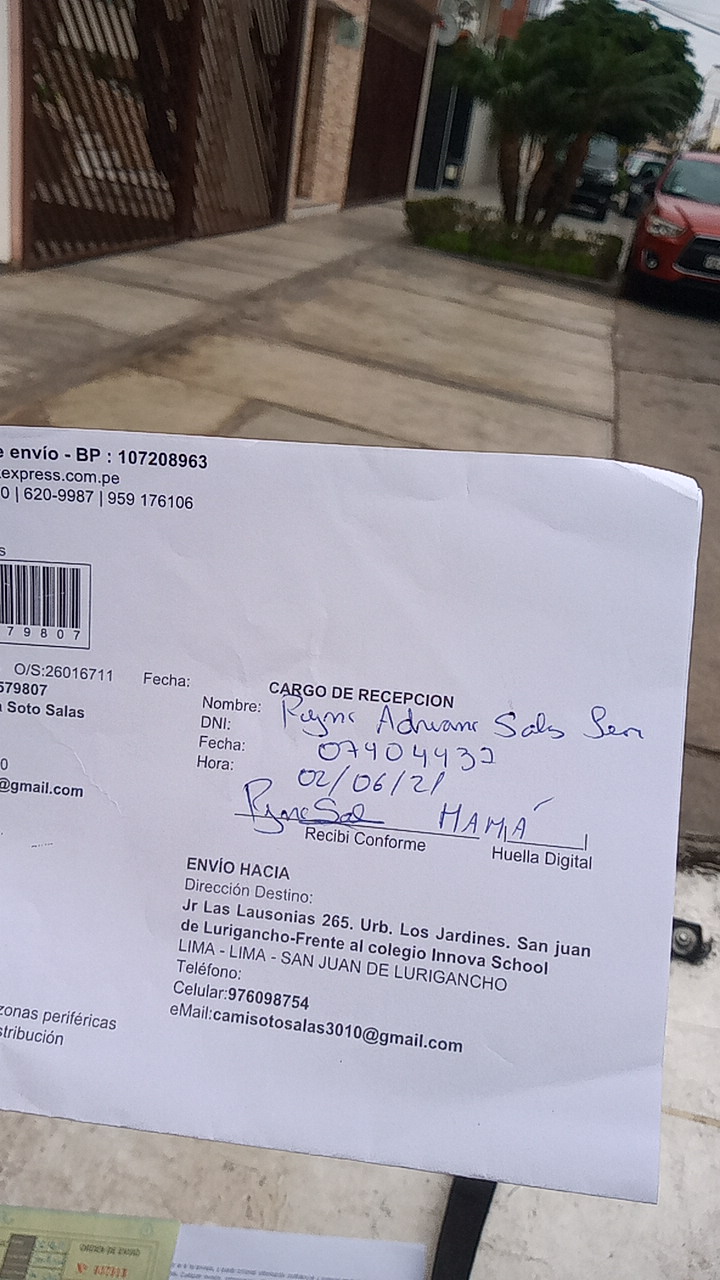 e envío - BP : 107208963
express.com.pe
0 | 620-9987 | 959 176106
s
79807
O/S:26016711
Fecha:
579807
Soto Salas
0
@gmail.com
CARGO DE RECEPCION
Nombre: Adriana Salas
DNI: 07404432
Fecha: 02/06/21
Hora:
MAMÁ
Recibi Conforme
Huella Digital
ENVÍO HACIA
Dirección Destino:
Jr Las Lausonias 265. Urb. Los Jardines. San juan
de Lurigancho-Frente al colegio Innova School
LIMA - LIMA - SAN JUAN DE LURIGANCHO
Teléfono:
Celular:976098754
eMail:camisotosalas3010@gmail.com
zonas periféricas
stribución